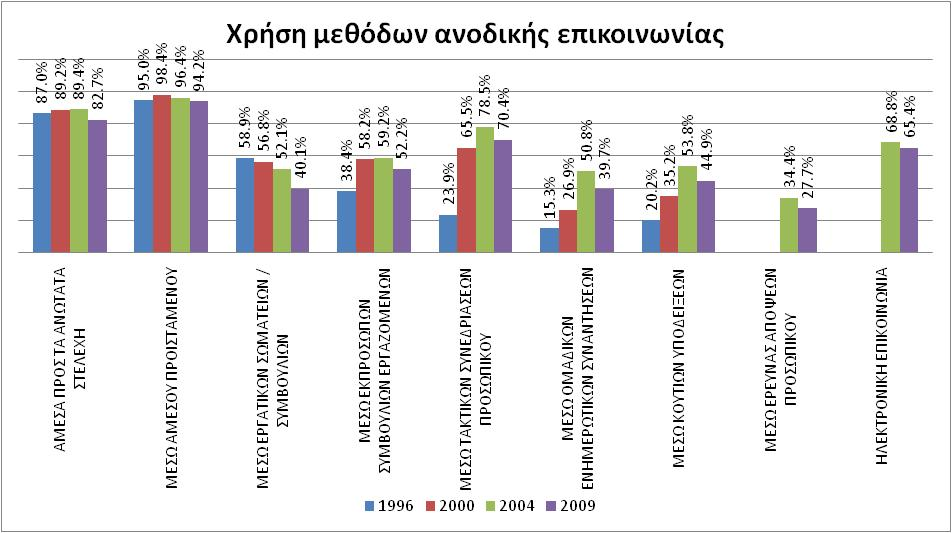 Χρήση μεθόδων ανοδικής επικοινωνίας
87.0%
89.2%
89.4%
82.7%
95.0%
98.4%
96.4%
94.2%
58.9%
56.8%
52.1%
40.1%
38.4%
58.2%
59.2%
52.2%
23.9%
65.5%
78.5%
70.4%
15.3%
26.9%
50.8%
39.7%
20.2%
35.2%
53.8%
44.9%
34.4%
27.7%
68.8%
65.4%
ΑΜΕΣΑ ΠΡΟΣ ΤΑ ΑΝΩΤΑΤΑ
ΣΤΕΛΕΧΗ
ΜΕΣΩ ΑΜΕΣΟΥ ΠΡΟΙΣΤΑΜΕΝΟΥ
ΜΕΣΩ ΕΡΓΑΤΙΚΩΝ ΣΩΜΑΤΕΙΩΝ /
ΣΥΜΒΟΥΛΙΩΝ
ΜΕΣΩ ΕΚΠΡΟΣΩΠΩΝ
ΣΥΜΒΟΥΛΙΩΝ ΕΡΓΑΖΟΜΕΝΩΝ
ΜΕΣΩ ΤΑΚΤΙΚΩΝ ΣΥΝΕΔΡΙΑΣΕΩΝ
ΠΡΟΣΩΠΙΚΟΥ
ΜΕΣΩ ΟΜΑΔΙΚΩΝ
ΕΝΗΜΕΡΩΤΙΚΩΝ ΣΥΝΑΝΤΗΣΕΩΝ
ΜΕΣΩ ΚΟΥΤΙΩΝ ΥΠΟΔΕΙΞΕΩΝ
ΜΕΣΩ ΕΡΕΥΝΑΣ ΑΠΟΨΕΩΝ
ΠΡΟΣΩΠΙΚΟΥ
ΗΛΕΚΤΡΟΝΙΚΗ ΕΠΙΚΟΙΝΩΝΙΑ
1996 2000 2004 2009